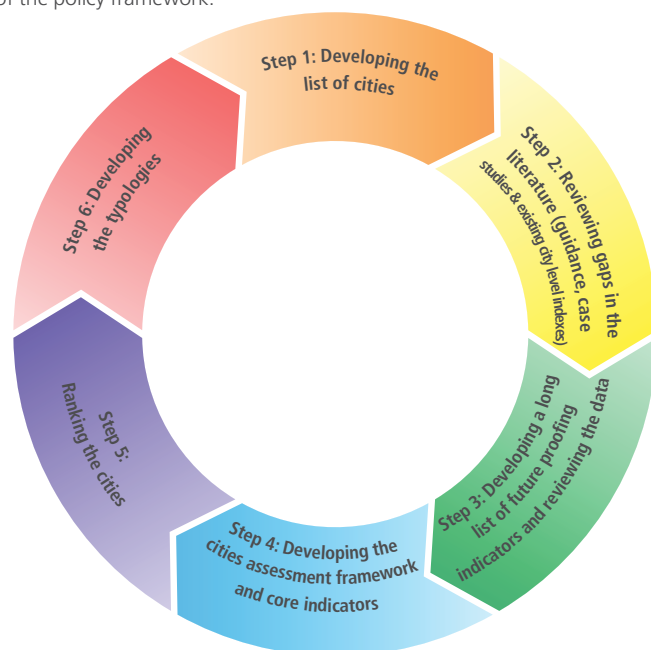 of the policy framework.
Step 1: Developing the
list of cities
Step 2: Reviewing gaps in the
literature (guidance, case
studies & existing city level indexes)
Step 3: Developing a long
list of future proofing
indicators and reviewing the data
Step 4: Developing the
cities assessment framework
and core indicators
Step 5:
Ranking the cities
Step 6: Developing
the typologies